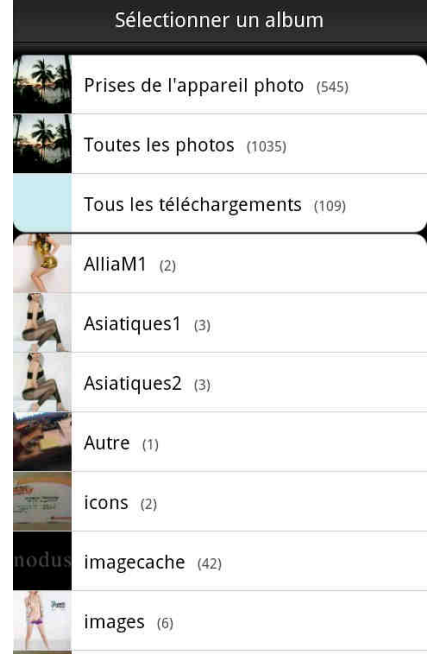 Sélectionner un album
Prises de l'appareil photo (545)
Toutes les photos (1035)
Tous les téléchargements (109)
AlliaM1 (2)
Asiatiques1 (3)
Asiatiques2 (3)
Autre (1)
icons (2)
nodus
imagecache (42)
images (6)